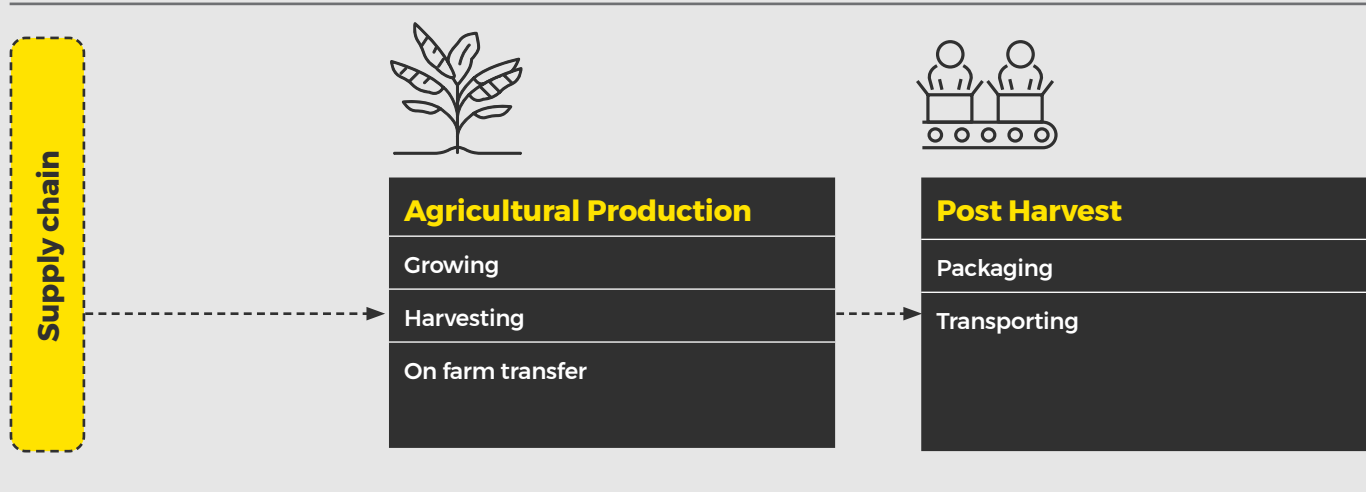 Supply chain
Agricultural Production
Growing
Harvesting
On farm transfer
Post Harvest
Packaging
Transporting